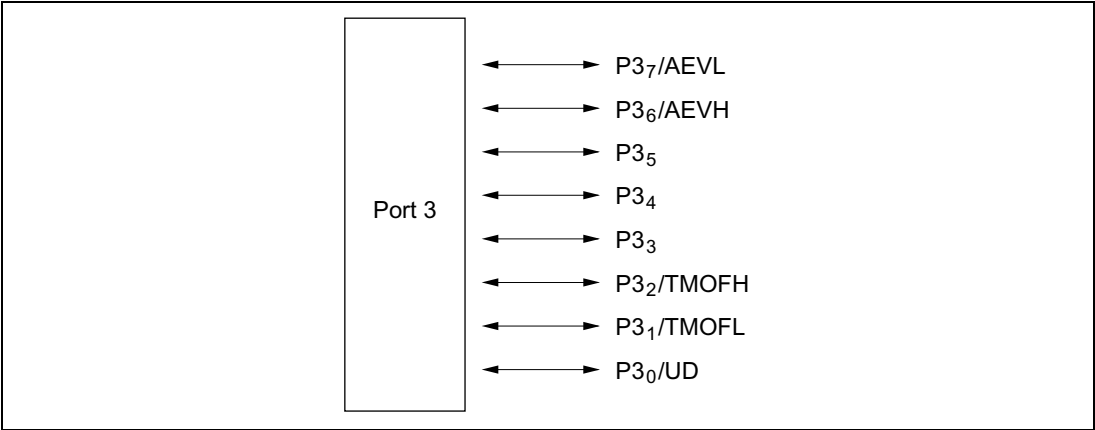 Port 3
P3₇/AEVL
P3₆/AEVH
P3₅
P3₄
P3₃
P3₂/TMOFH
P3₁/TMOFL
P3₀/UD